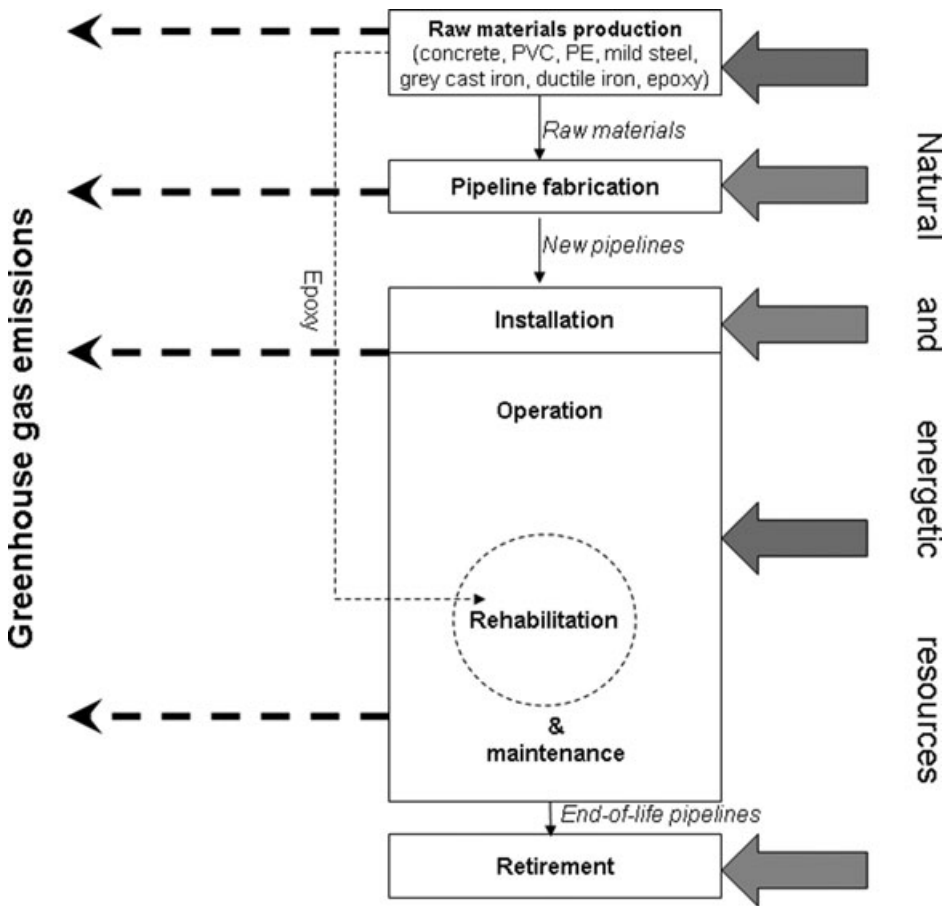 Raw materials production
(concrete, PVC, PE, mild steel,
grey cast iron, ductile iron, epoxy)
Raw materials
Pipeline fabrication
New pipelines
Epoxy
Installation
Operation
Rehabilitation
&
maintenance
End-of-life pipelines
Retirement
Greenhouse gas emissions
Natural and energetic resources